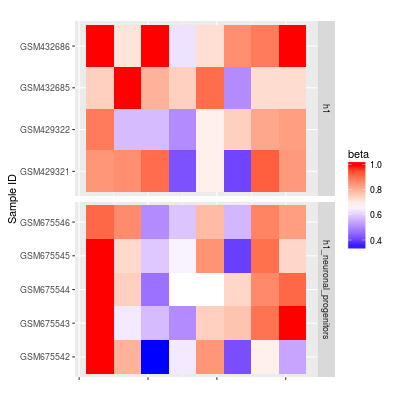 GSM432686
GSM432685
GSM429322
GSM429321
h1
GSM675546
GSM675545
GSM675544
GSM675543
GSM675542
h1_neuronal_progenitors
Sample ID
beta
1.0
0.8
0.6
0.4